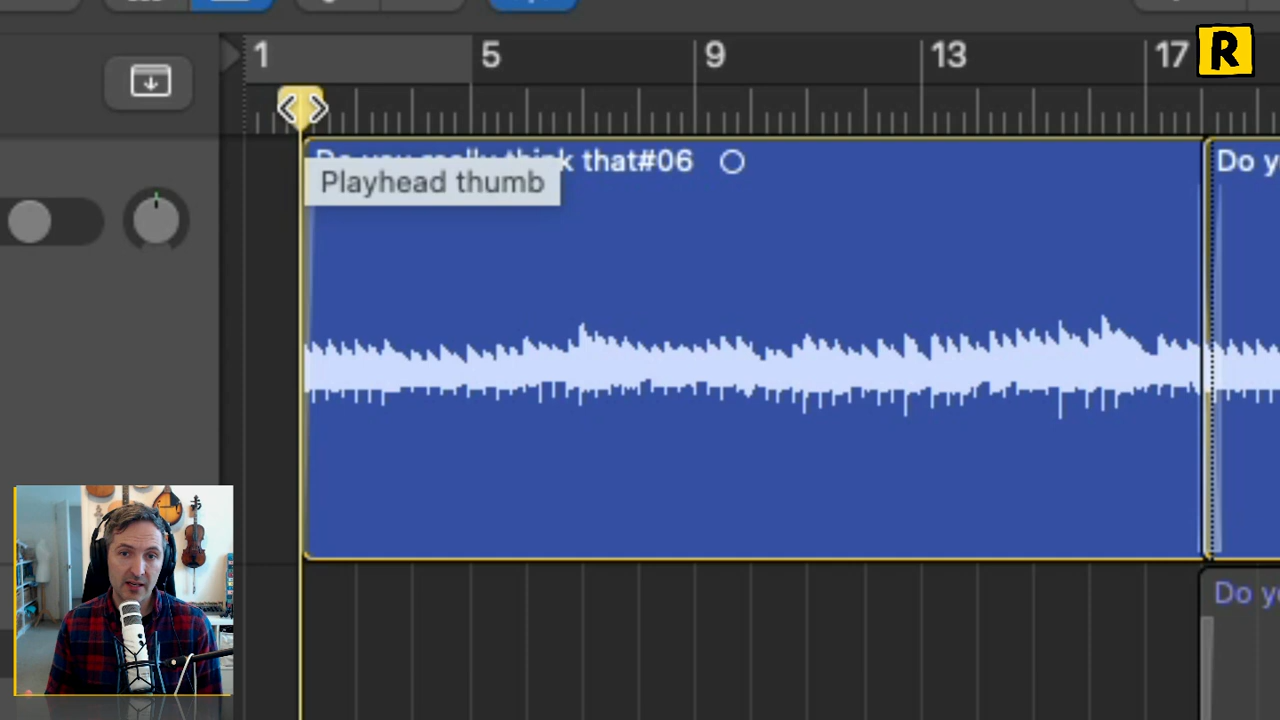 1 5 9 13 17 R
Do you really think that#06 Do y
Playhead thumb
Do y